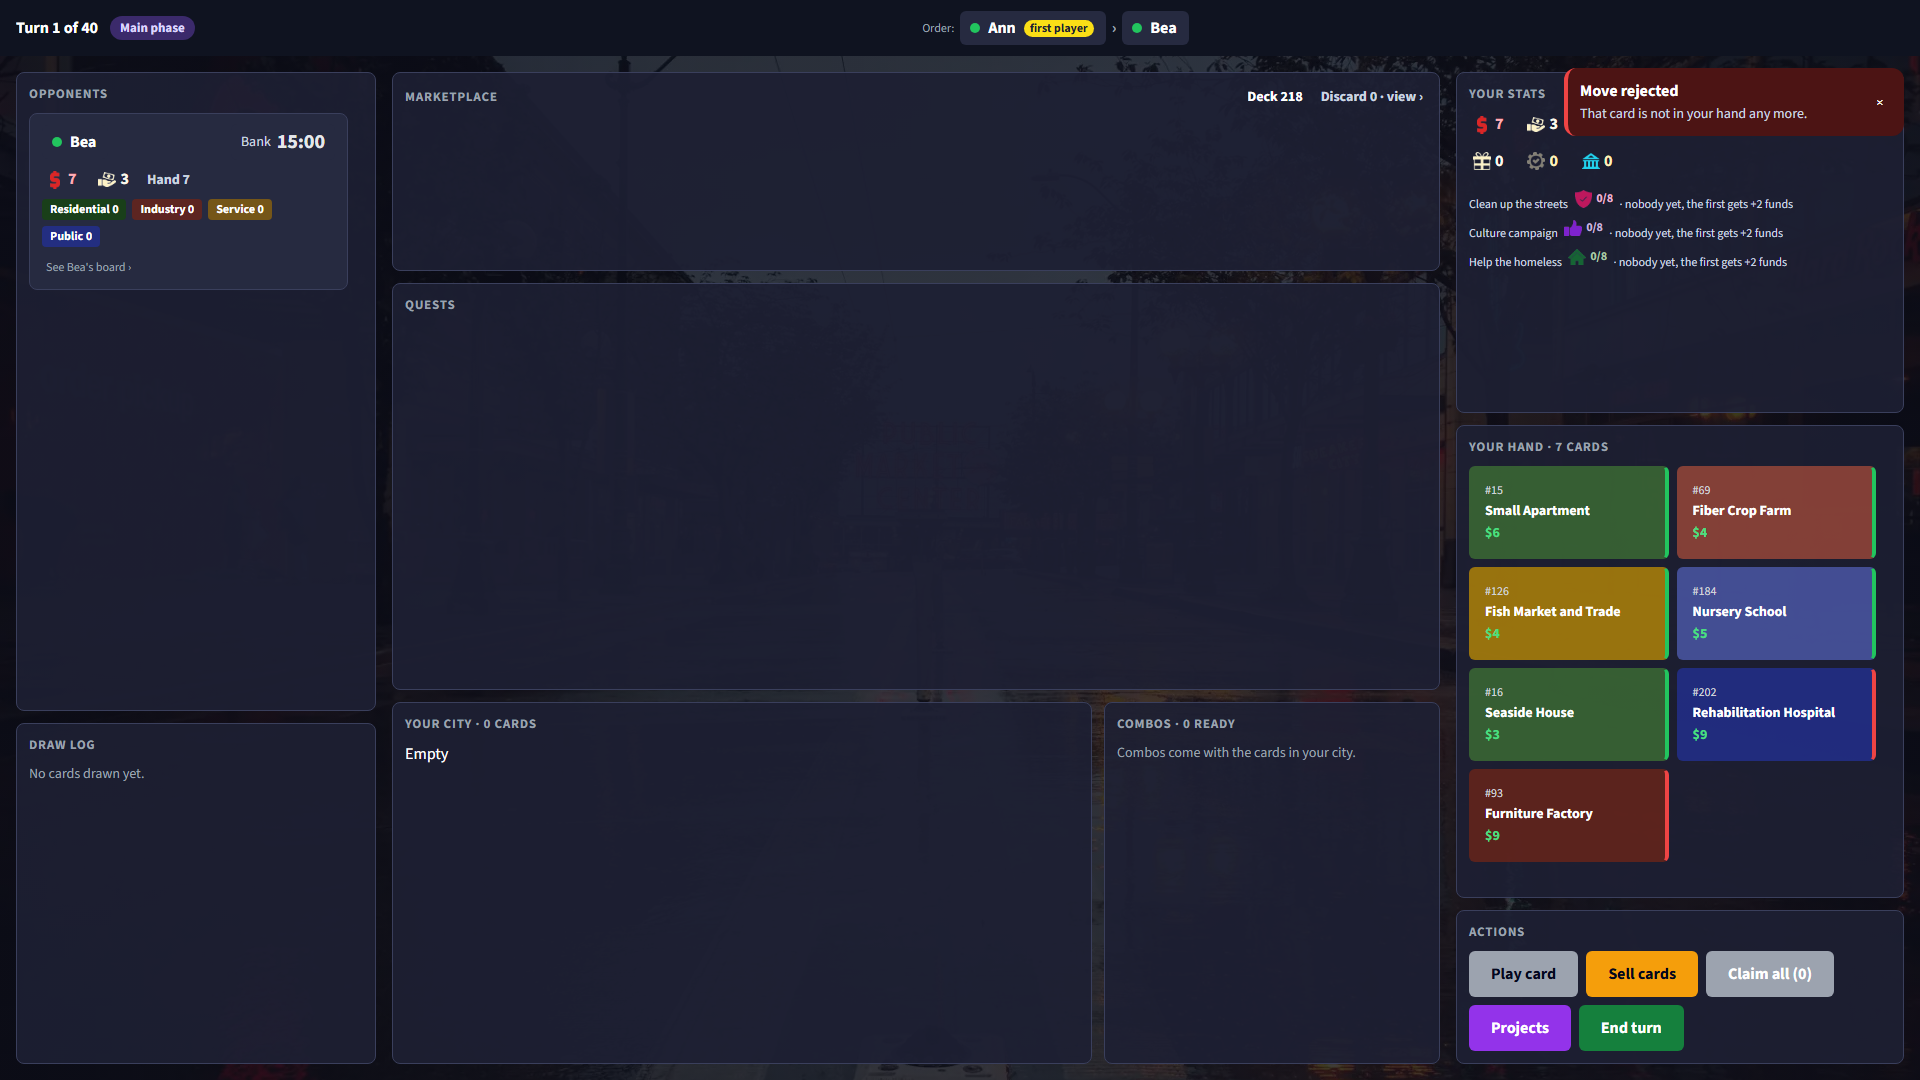 Turn 1 of 40 Main phase
Order: Ann first player › Bea
OPPONENTS
Bea Bank 15:00
7 3 Hand 7
Residential 0 Industry 0 Service 0
Public 0
See Bea's board ›
DRAW LOG
No cards drawn yet.
MARKETPLACE Deck 218 Discard 0 · view ›
QUESTS
YOUR CITY · 0 CARDS
Empty
COMBOS · 0 READY
Combos come with the cards in your city.
YOUR STATS
Move rejected
That card is not in your hand any more.
×
7 3
0 0 0
Clean up the streets 0/8 · nobody yet, the first gets +2 funds
Culture campaign 0/8 · nobody yet, the first gets +2 funds
Help the homeless 0/8 · nobody yet, the first gets +2 funds
YOUR HAND · 7 CARDS
#15
Small Apartment
$6
#69
Fiber Crop Farm
$4
#126
Fish Market and Trade
$4
#184
Nursery School
$5
#16
Seaside House
$3
#202
Rehabilitation Hospital
$9
#93
Furniture Factory
$9
ACTIONS
Play card Sell cards Claim all (0)
Projects End turn